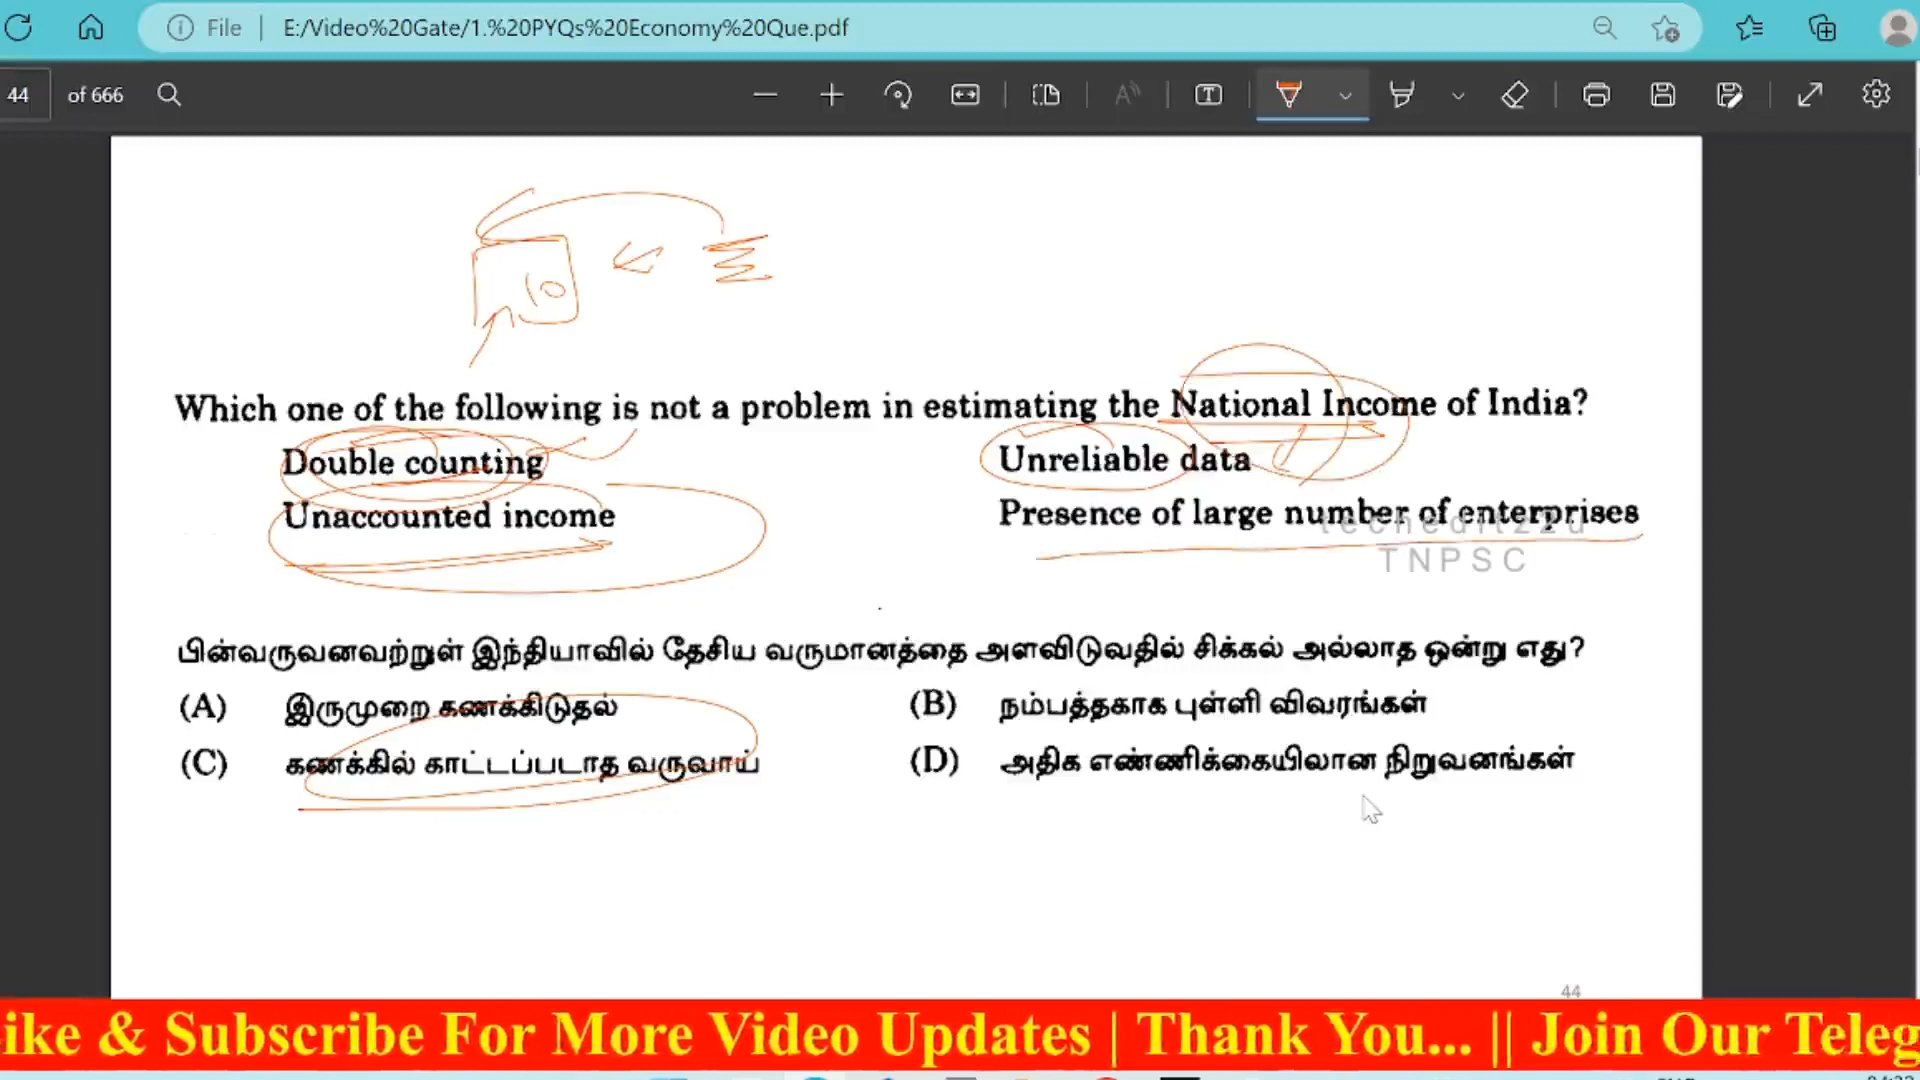 File E:/Video%20Gate/1.%20PYQs%20Economy%20Que.pdf
44 of 666
10
Which one of the following is not a problem in estimating the National Income of India?
Double counting Unreliable data
Unaccounted income Presence of large number of enterprises
TNPSC
பின்வருவனவற்றுள் இந்தியாவில் தேசிய வருமானத்தை அளவிடுவதில் சிக்கல் அல்லாத ஒன்று எது?
(A) இருமுறை கணக்கிடுதல் (B) நம்பத்தகாக புள்ளி விவரங்கள்
(C) கணக்கில் காட்டப்படாத வருவாய் (D) அதிக எண்ணிக்கையிலான நிறுவனங்கள்
44
ike & Subscribe For More Video Updates | Thank You... || Join Our Teleg